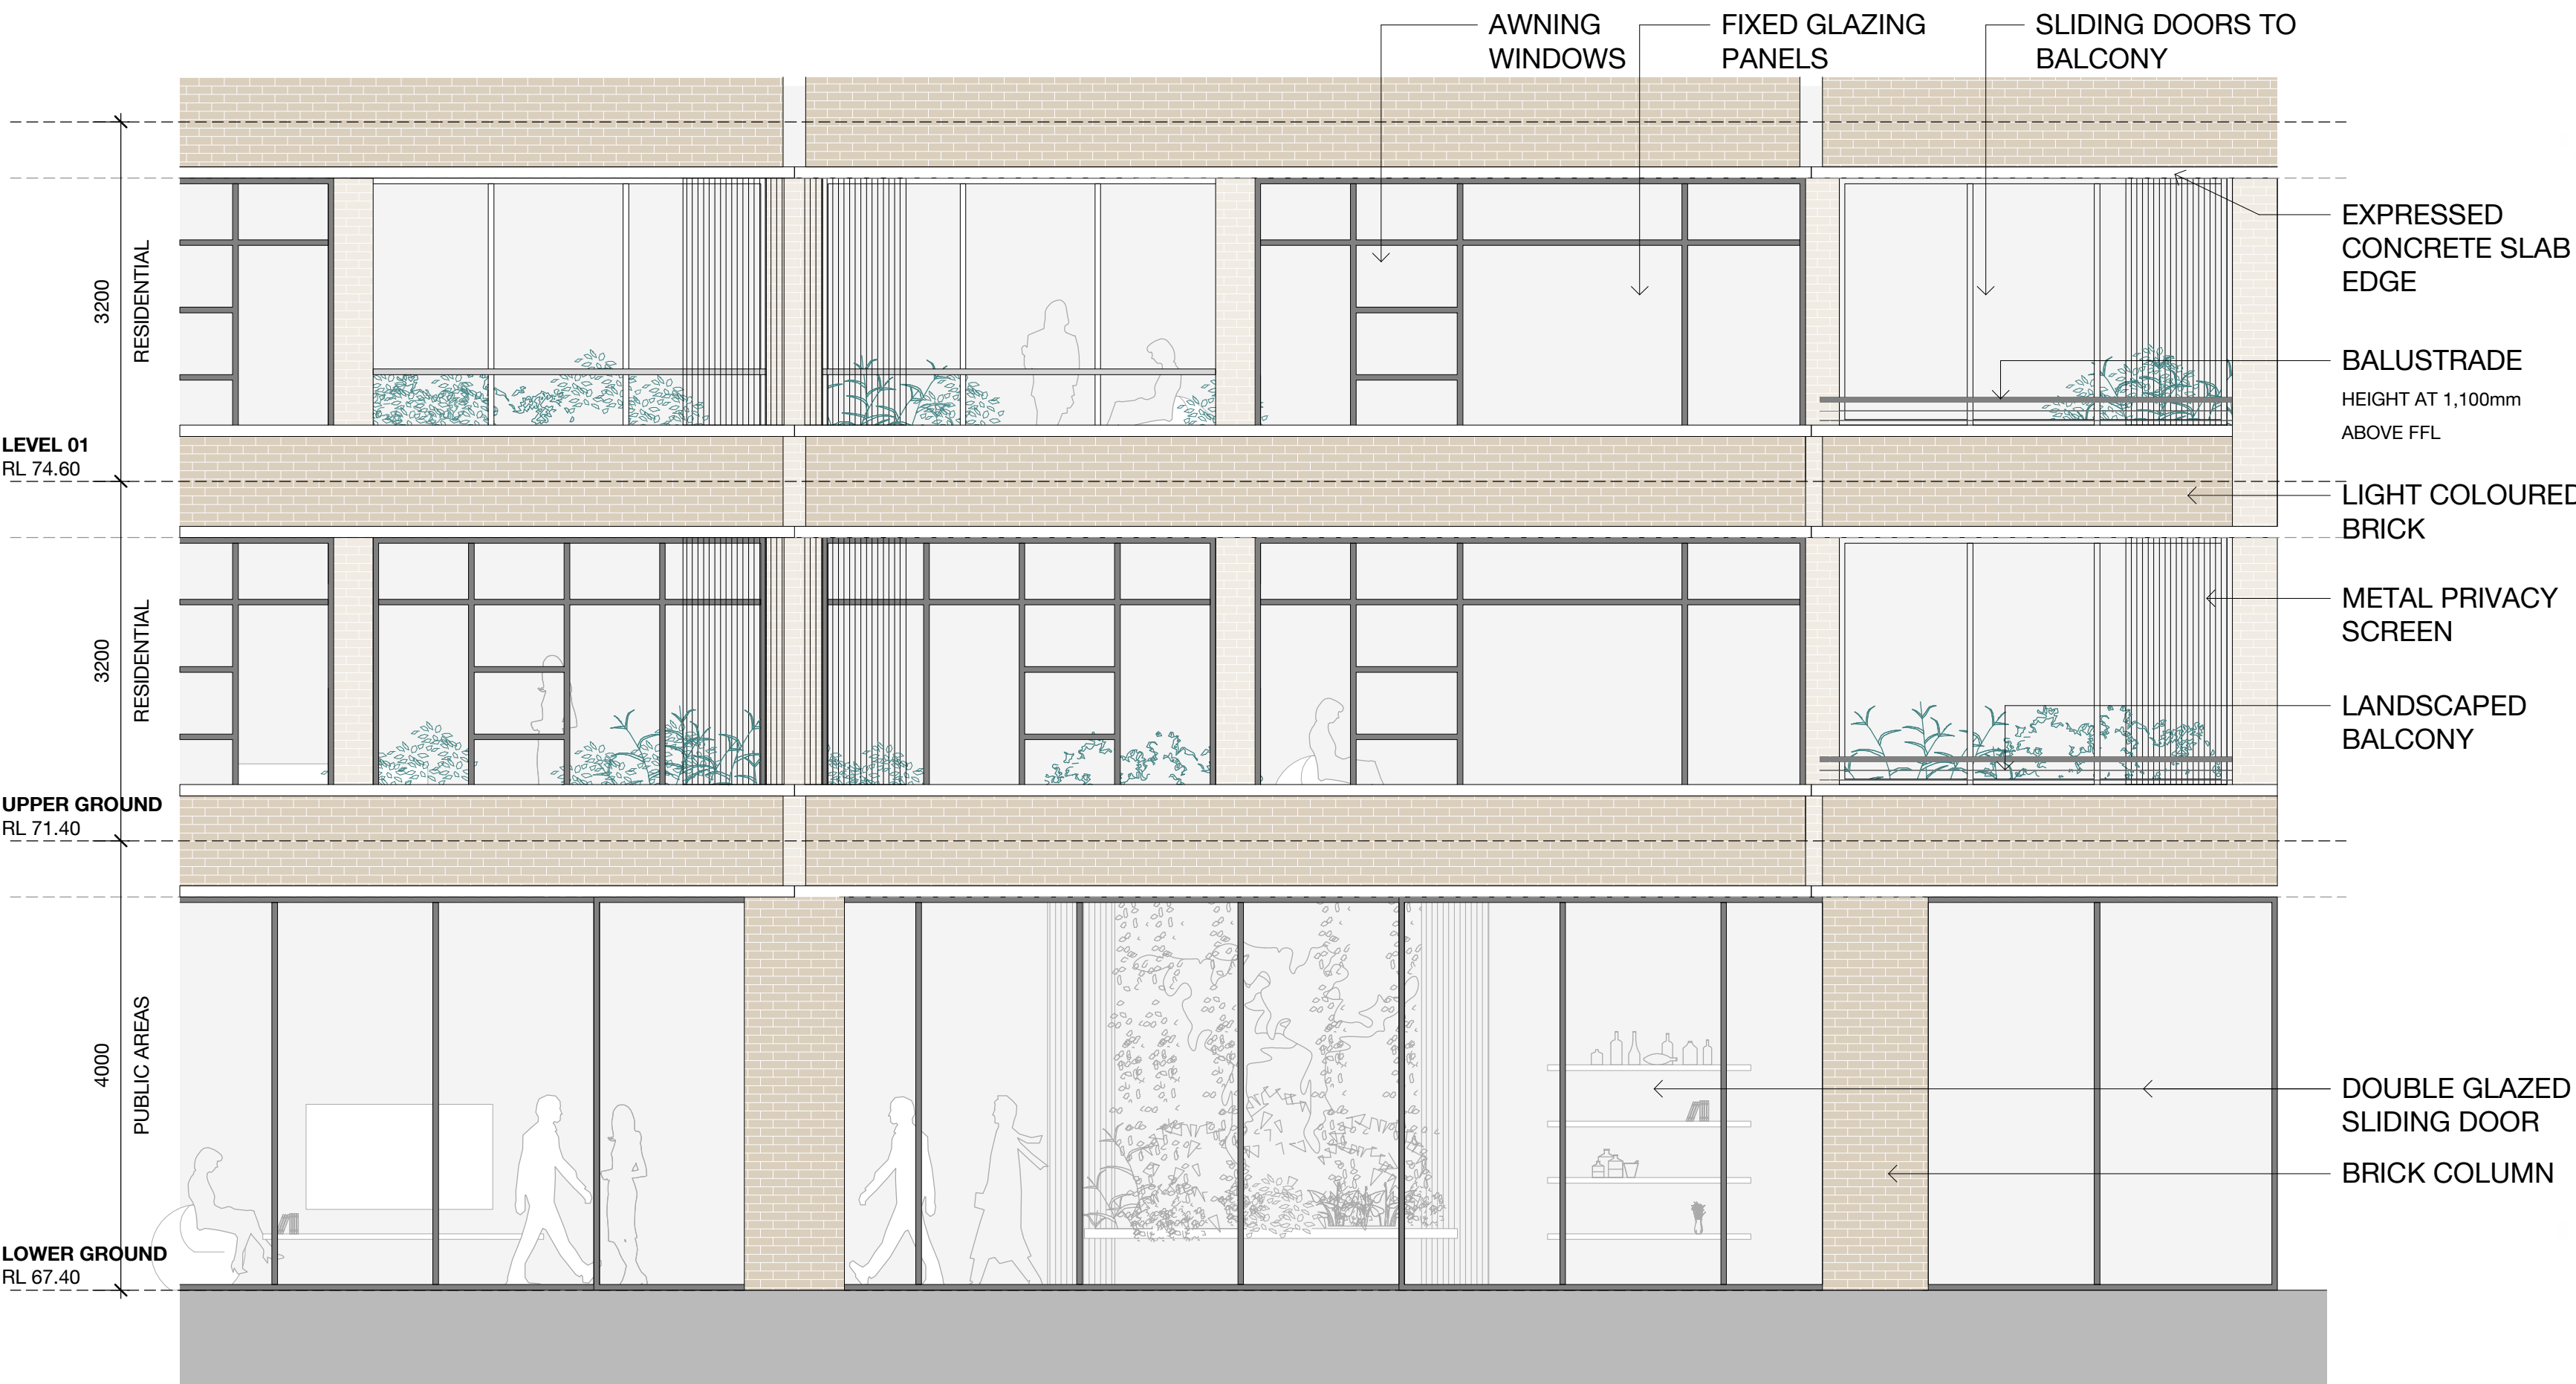 AWNING
WINDOWS
FIXED GLAZING
PANELS
SLIDING DOORS TO
BALCONY
EXPRESSED
CONCRETE SLAB
EDGE
BALUSTRADE
HEIGHT AT 1,100mm
ABOVE FFL
LIGHT COLOURED
BRICK
METAL PRIVACY
SCREEN
LANDSCAPED
BALCONY
DOUBLE GLAZED
SLIDING DOOR
BRICK COLUMN
3200
RESIDENTIAL
LEVEL 01
RL 74.60
3200
RESIDENTIAL
UPPER GROUND
RL 71.40
4000
PUBLIC AREAS
LOWER GROUND
RL 67.40